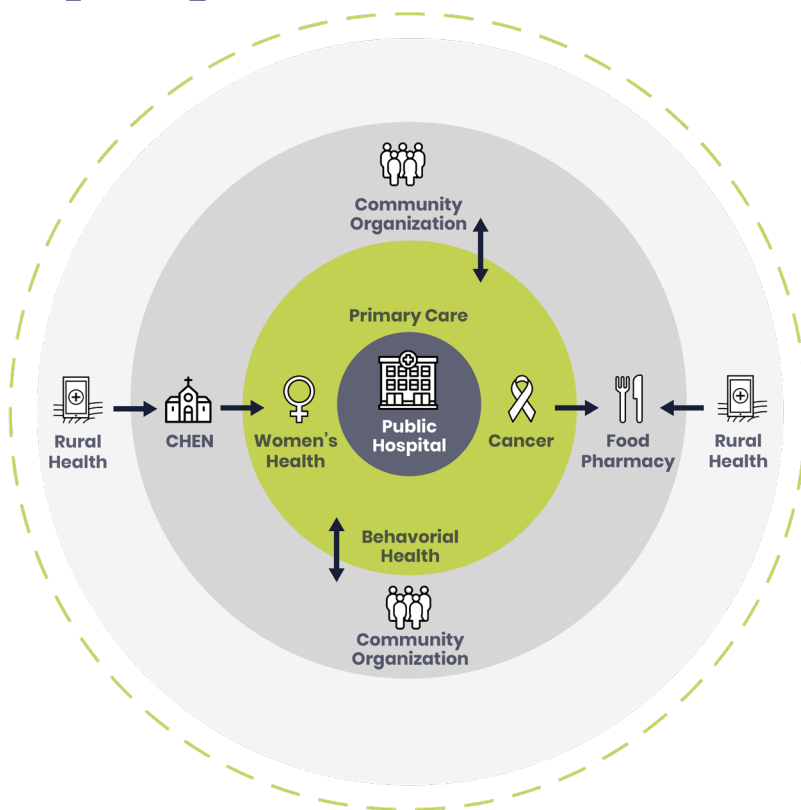 Community
Organization
Primary Care
Public
Hospital
Rural
Health
CHEN
Women's
Health
Cancer
Food
Pharmacy
Rural
Health
Behavorial
Health
Community
Organization